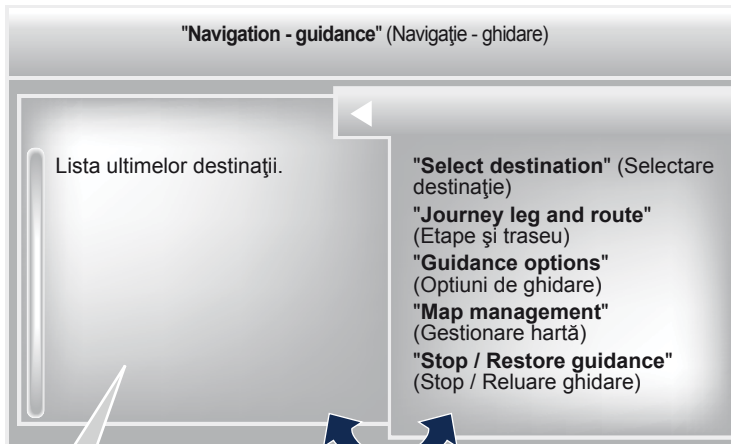 "Navigation - guidance" (Navigaţie - ghidare)
Lista ultimelor destinaţii.
"Select destination" (Selectare
destinaţie)
"Journey leg and route"
(Etape şi traseu)
"Guidance options"
(Optiuni de ghidare)
"Map management"
(Gestionare hartă)
"Stop / Restore guidance"
(Stop / Reluare ghidare)